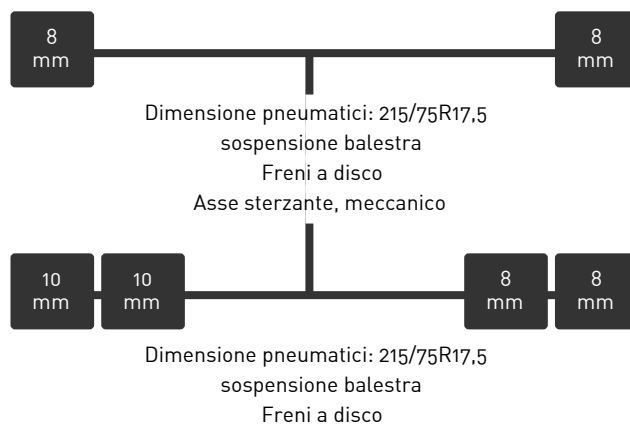 8 mm
8 mm
Dimensione pneumatici: 215/75R17,5
sospensione balestra
Freni a disco
Asse sterzante, meccanico
10 mm
10 mm
8 mm
8 mm
Dimensione pneumatici: 215/75R17,5
sospensione balestra
Freni a disco